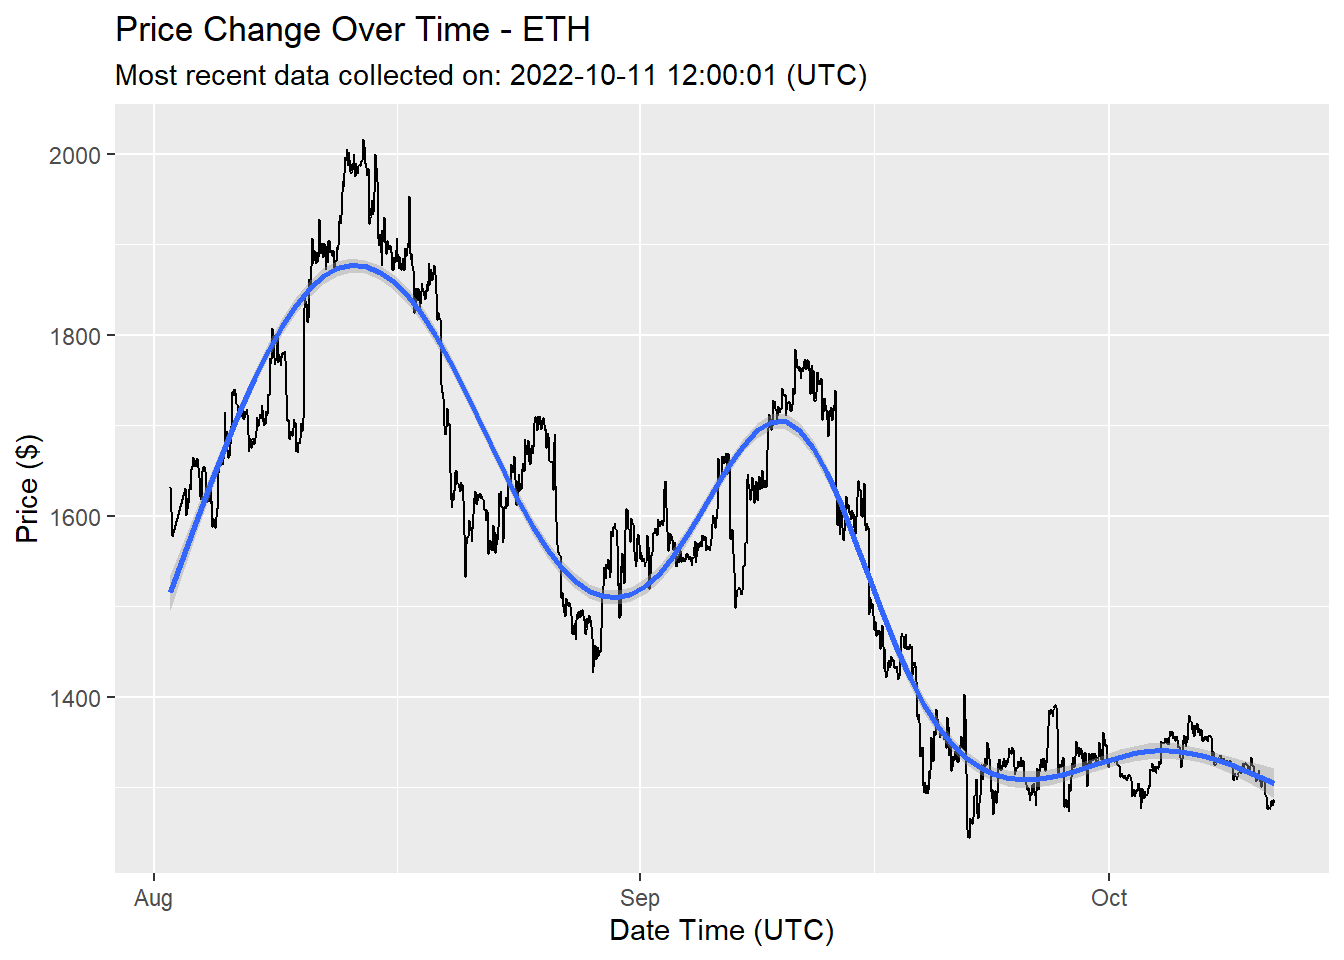 Price Change Over Time - ETH
Most recent data collected on: 2022-10-11 12:00:01 (UTC)
Price ($)
2000
1800
1600
1400
Aug Sep Oct
Date Time (UTC)